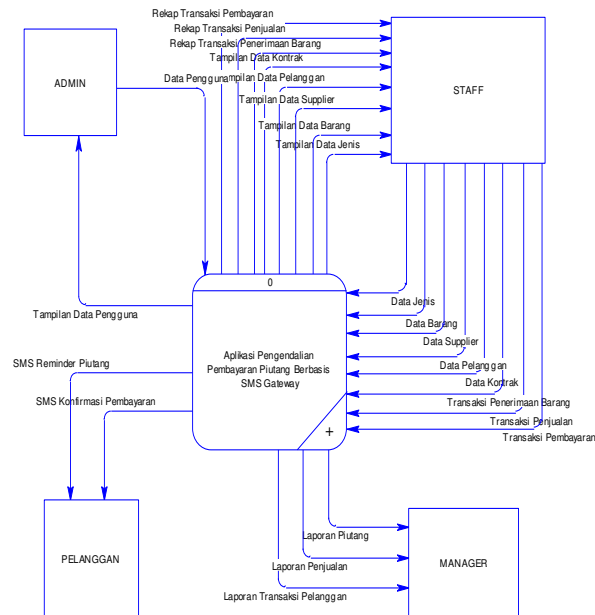 Rekap Transaksi Pembayaran
Rekap Transaksi Penjualan
Rekap Transaksi Penerimaan Barang
Tampilan Data Kontrak
Data Pengguna
mpilan Data Pelanggan
Tampilan Data Supplier
Tampilan Data Barang
Tampilan Data Jenis
ADMIN
STAFF
0
Aplikasi Pengendalian
Pembayaran Piutang Berbasis
SMS Gateway
+
Data Jenis
Data Barang
Data Supplier
Data Pelanggan
Data Kontrak
Transaksi Penerimaan Barang
Transaksi Penjualan
Transaksi Pembayaran
Tampilan Data Pengguna
SMS Reminder Piutang
SMS Konfirmasi Pembayaran
Laporan Piutang
Laporan Penjualan
Laporan Transaksi Pelanggan
PELANGGAN
MANAGER